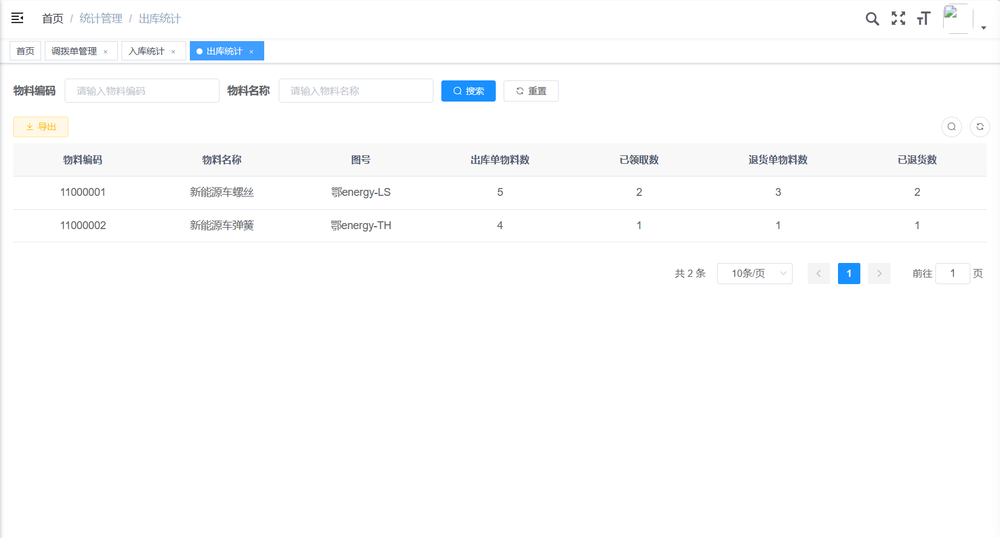 首页 / 统计管理 / 出库统计
首页 调拨单管理 × 入库统计 × 出库统计 ×
物料编码 请输入物料编码 物料名称 请输入物料名称 搜索 重置
导出
物料编码 物料名称 图号 出库单物料数 已领取数 退货单物料数 已退货数
11000001 新能源车螺丝 鄂energy-LS 5 2 3 2
11000002 新能源车弹簧 鄂energy-TH 4 1 1 1
共 2 条 10条/页 1 前往 1 页